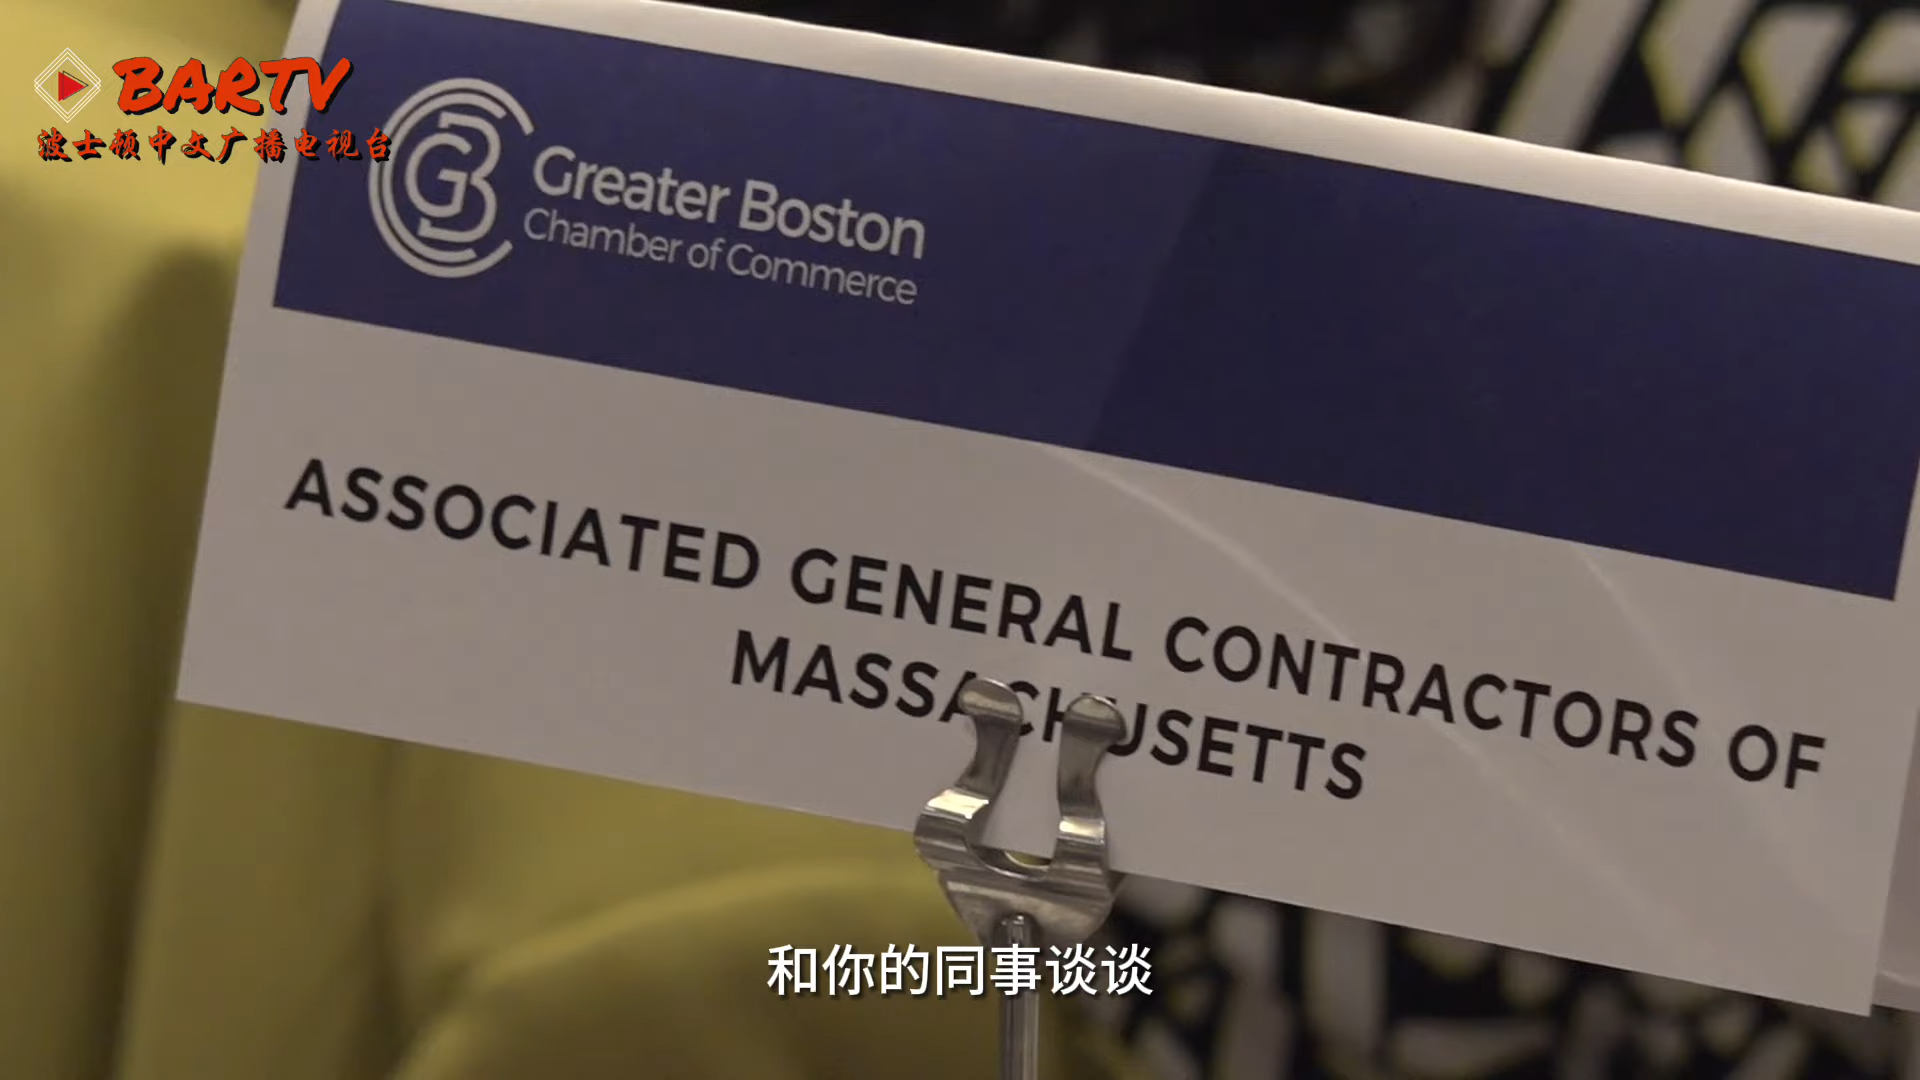 BARTV
波士顿中文广播电视台
GBCC
Greater Boston
Chamber of Commerce
ASSOCIATED GENERAL CONTRACTORS OF
MASSACHUSETTS
和你的同事谈谈